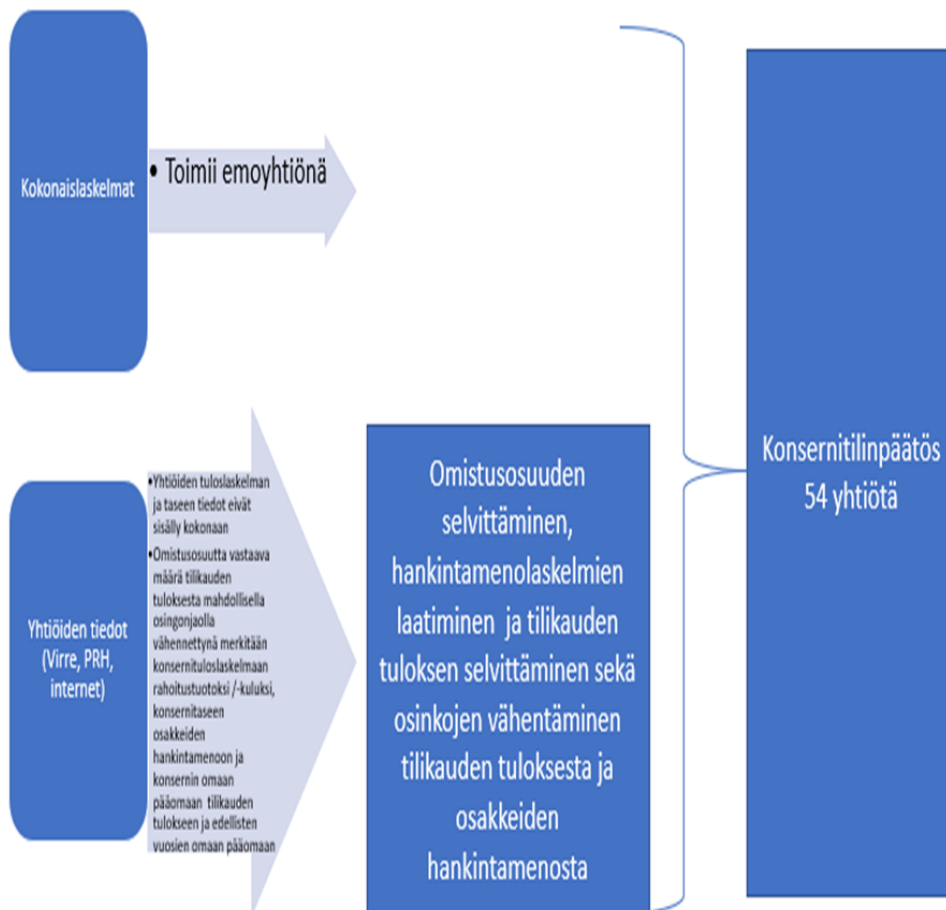 Kokonaislaskelmat
• Toimii emoyhtiönä
Yhtiöiden tiedot
(Virre, PRH,
internet)
•Yhtiöiden tuloslaskelman
ja taseen tiedot eivät
sisälly kokonaan
•Omistusosuutta vastaava
määrä tilikauden
tuloksesta mahdollisella
osingonjaolla
vähennettynä merkitään
konsernituloslaskelmaan
rahoitustuotoksi /-kuluksi,
konsernitaseen
osakkeiden
hankintamenoon ja
konsernin omaan
pääomaan tilikauden
tulokseen ja edellisten
vuosien omaan pääomaan
Omistusosuuden
selvittäminen,
hankintamenolaskelmien
laatiminen ja tilikauden
tuloksen selvittäminen sekä
osinkojen vähentäminen
tilikauden tuloksesta ja
osakkeiden
hankintamenosta
Konsernitilinpäätös
54 yhtiötä